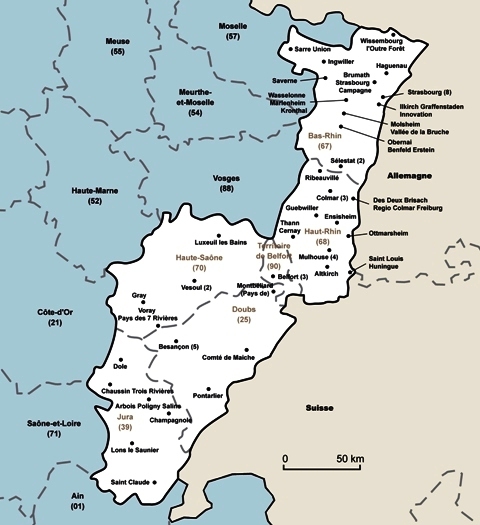 Moselle
(57)
Meuse
(55)
Wissembourg
l'Outre Forêt
Sarre Union
Ingwiller
Haguenau
Saverne
Brumath
Strasbourg
Campagne
Strasbourg (8)
Wasselonne
Marlenheim
Kronthal
Meurthe-
et-Moselle
(54)
Illkirch Graffenstaden
Innovation
Molsheim
Vallée de la Bruche
Bas-Rhin
(67)
Obernai
Benfeld Erstein
Sélestat (2)
Ribeauvillé
Allemagne
Vosges
(88)
Haute-Marne
(52)
Colmar (3)
Des Deux Brisach
Regio Colmar Freiburg
Guebwiller
Ensisheim
Thann
Cernay
Haut-Rhin
(68)
Ottmarsheim
Luxeuil les Bains
Territoire
de Belfort
(90)
Mulhouse (4)
Haute-Saône
(70)
Saint Louis
Huningue
Altkirch
Belfort (3)
Vesoul (2)
Montbéliard
(Pays de)
Gray
Doubs
(25)
Voray
Pays des 7 Rivières
Côte-d'Or
(21)
Besançon (5)
Comté de Maiche
Dole
Chaussin Trois Rivières
Pontarlier
Arbois Poligny Salins
Suisse
Jura
(39)
Champagnole
Saône-et-Loire
(71)
Lons le Saunier
0
50 km
Saint Claude
Ain
(01)